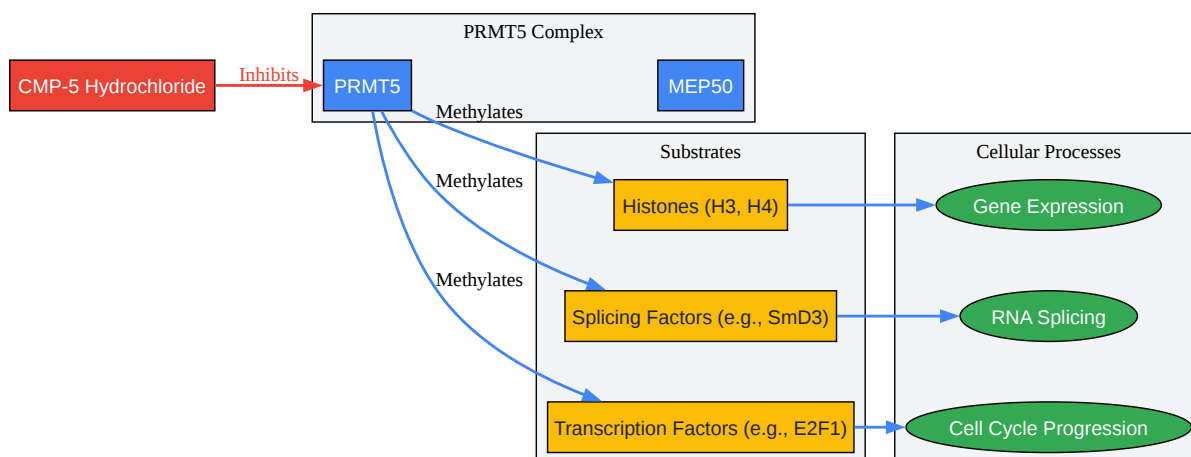 PRMT5 Complex
CMP-5 Hydrochloride
Inhibits
PRMT5
MEP50
Methylates
Substrates
Cellular Processes
Methylates
Histones (H3, H4)
Gene Expression
Methylates
Splicing Factors (e.g., SmD3)
RNA Splicing
Transcription Factors (e.g., E2F1)
Cell Cycle Progression